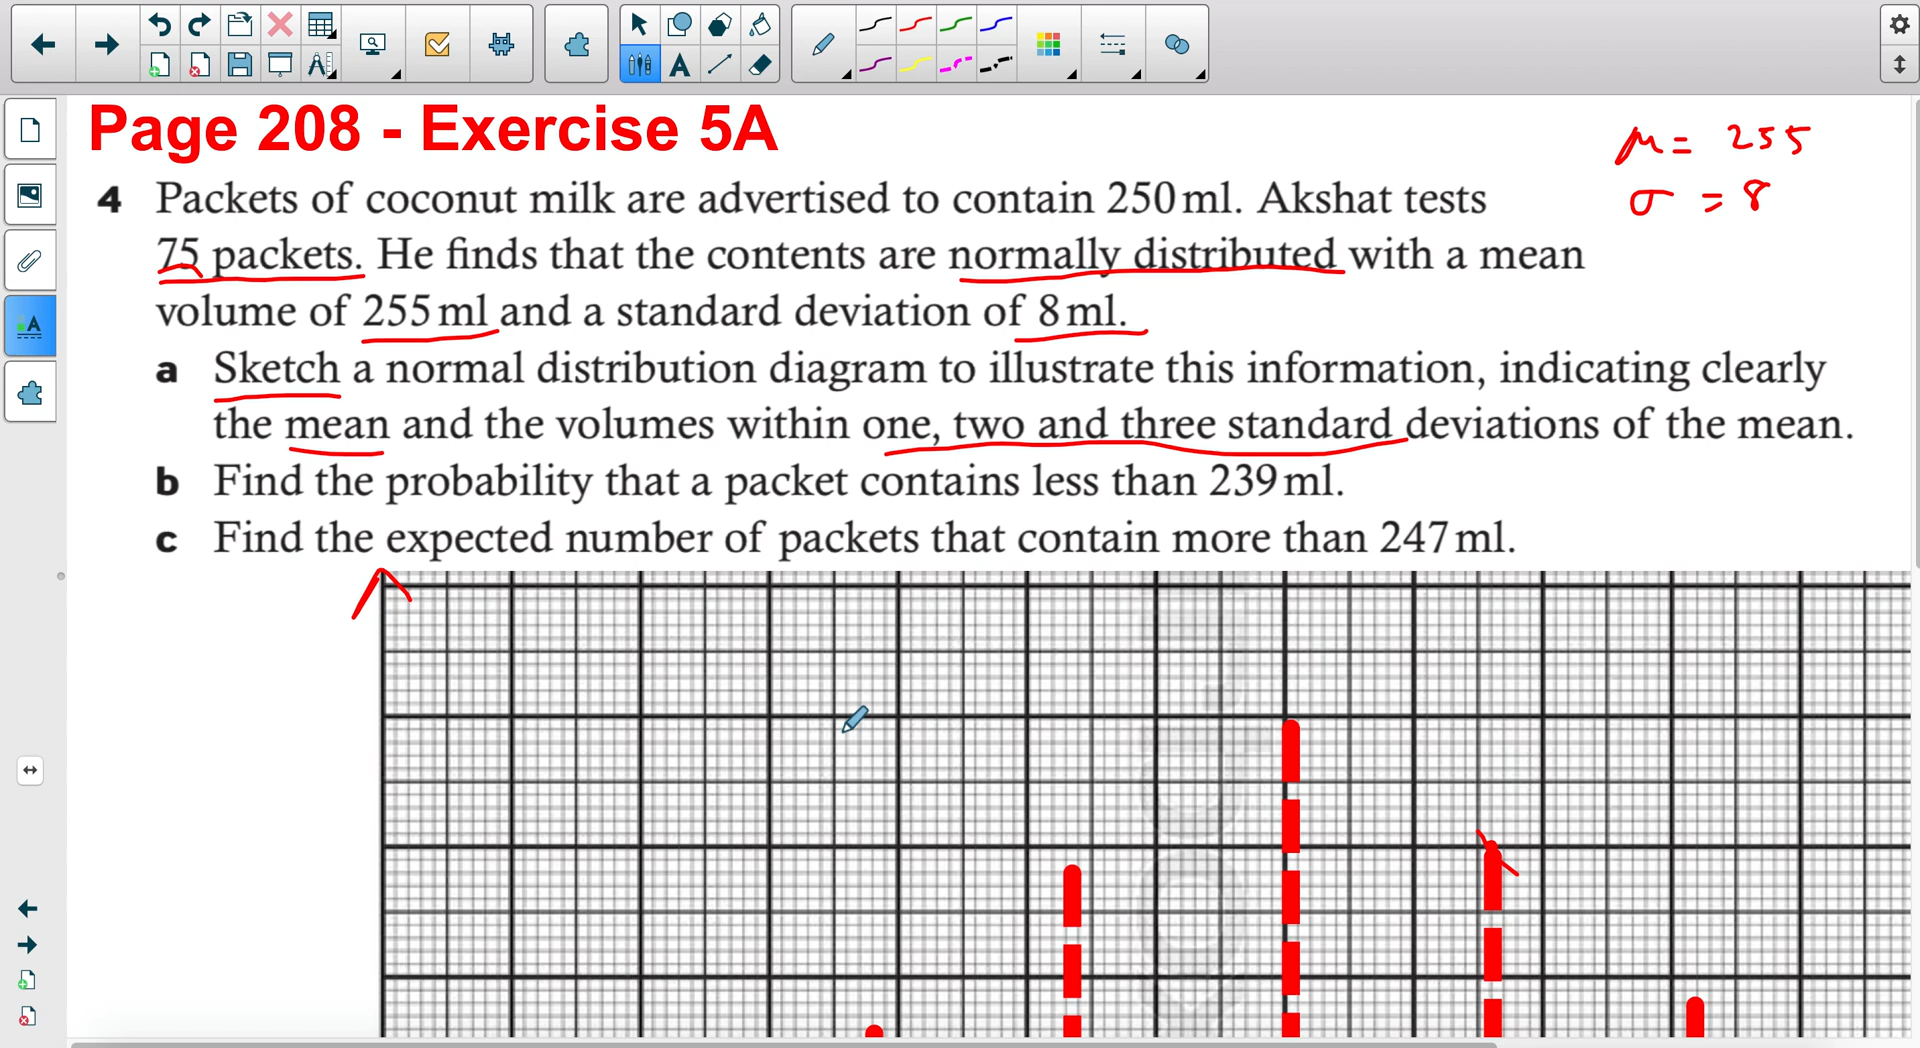 Page 208 - Exercise 5A
μ = 255
σ = 8
4 Packets of coconut milk are advertised to contain 250 ml. Akshat tests
75 packets. He finds that the contents are normally distributed with a mean
volume of 255 ml and a standard deviation of 8 ml.
a Sketch a normal distribution diagram to illustrate this information, indicating clearly
the mean and the volumes within one, two and three standard deviations of the mean.
b Find the probability that a packet contains less than 239 ml.
c Find the expected number of packets that contain more than 247 ml.